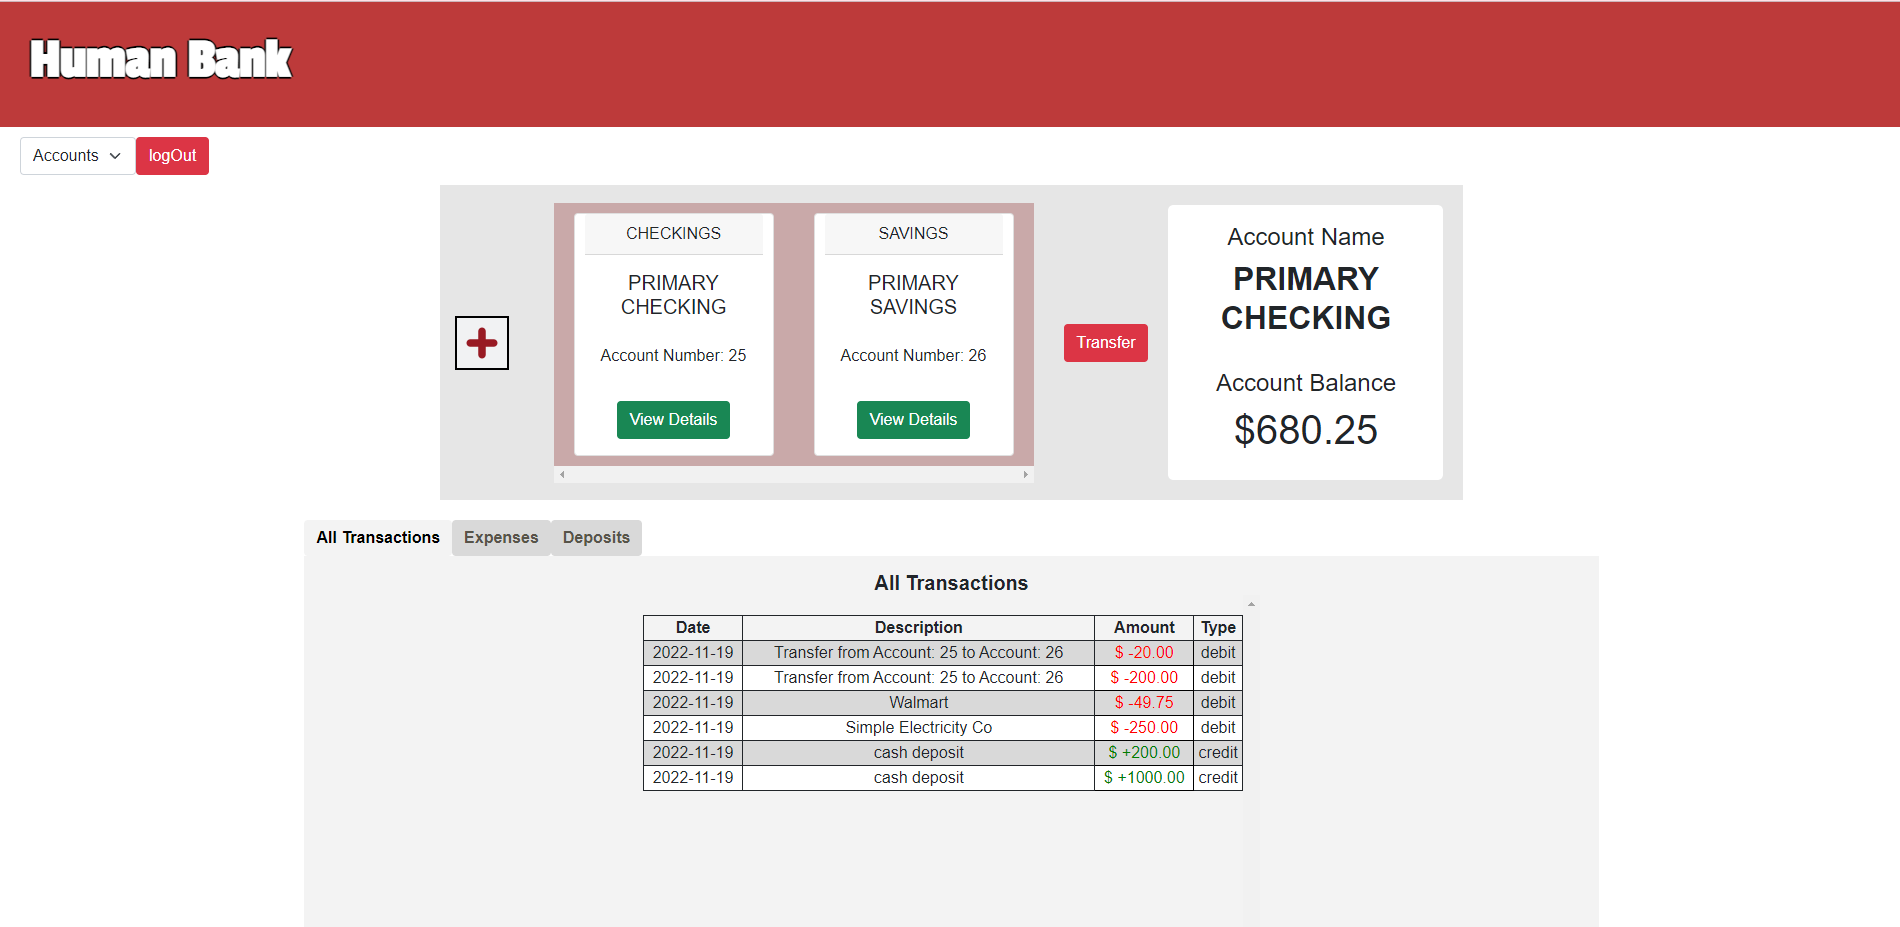 Human Bank
Accounts
logOut
CHECKINGS
PRIMARY
CHECKING
Account Number: 25
View Details
SAVINGS
PRIMARY
SAVINGS
Account Number: 26
View Details
Transfer
Account Name
PRIMARY
CHECKING
Account Balance
$680.25
All Transactions Expenses Deposits
All Transactions
Date Description Amount Type
2022-11-19 Transfer from Account: 25 to Account: 26 $ -20.00 debit
2022-11-19 Transfer from Account: 25 to Account: 26 $ -200.00 debit
2022-11-19 Walmart $ -49.75 debit
2022-11-19 Simple Electricity Co $ -250.00 debit
2022-11-19 cash deposit $ +200.00 credit
2022-11-19 cash deposit $ +1000.00 credit